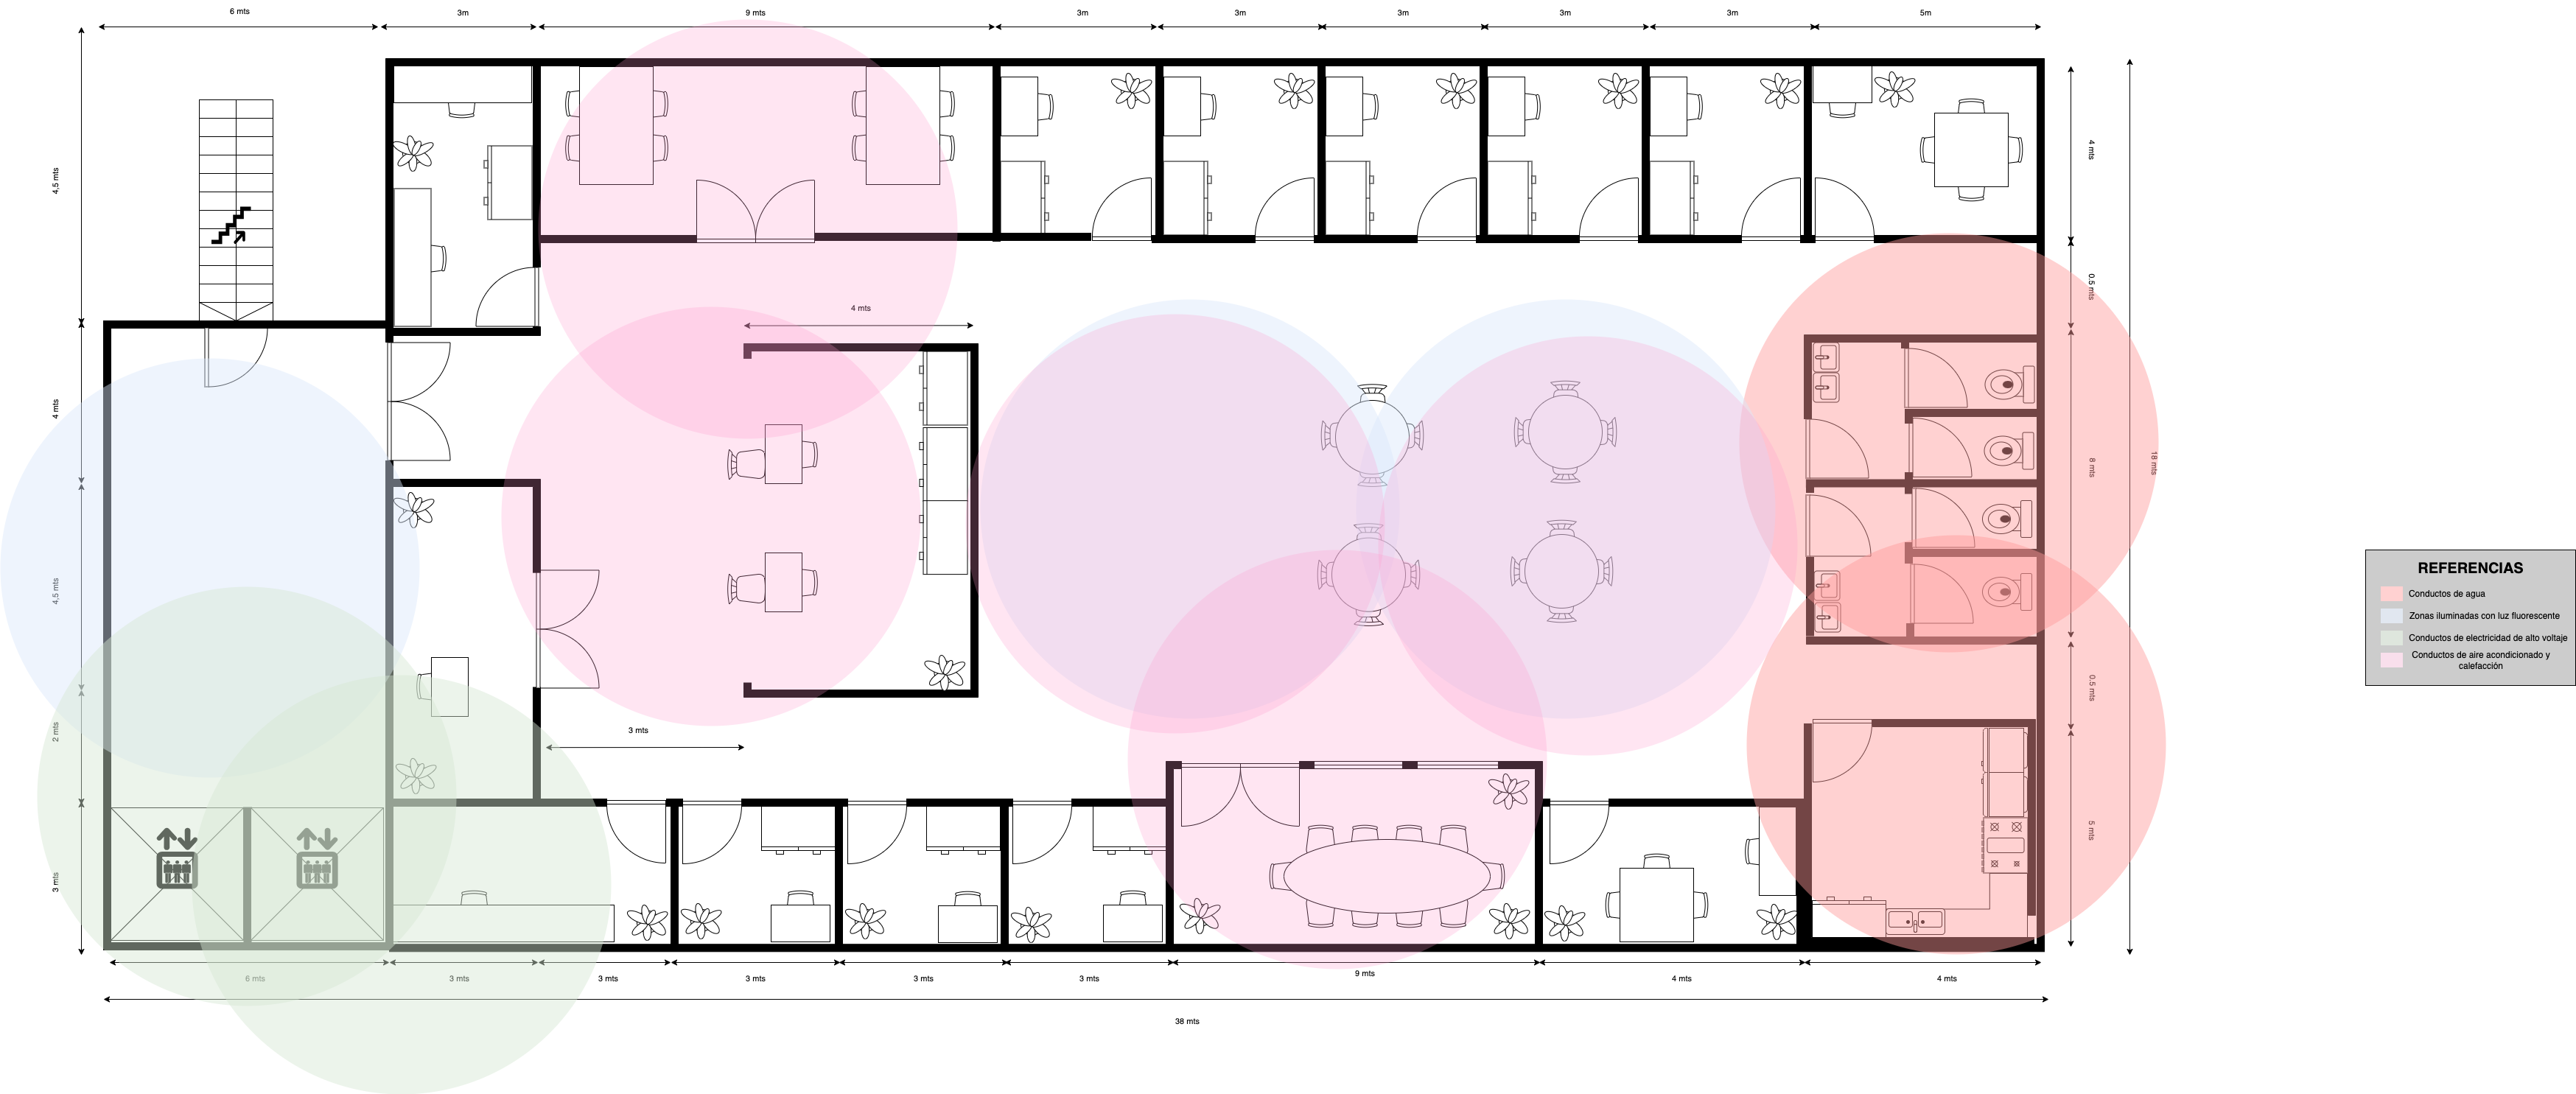 6 mts
3m
9 mts
3m
3m
3m
3m
3m
5m
4,5 mts
4 mts
4,5 mts
2 mts
3 mts
4 mts
3 mts
4 mts
0.5 mts
8 mts
18 mts
0.5 mts
5 mts
6 mts
3 mts
3 mts
3 mts
3 mts
3 mts
9 mts
4 mts
4 mts
38 mts
REFERENCIAS
Conductos de agua
Zonas iluminadas con luz fluorescente
Conductos de electricidad de alto voltaje
Conductos de aire acondicionado y
calefacción